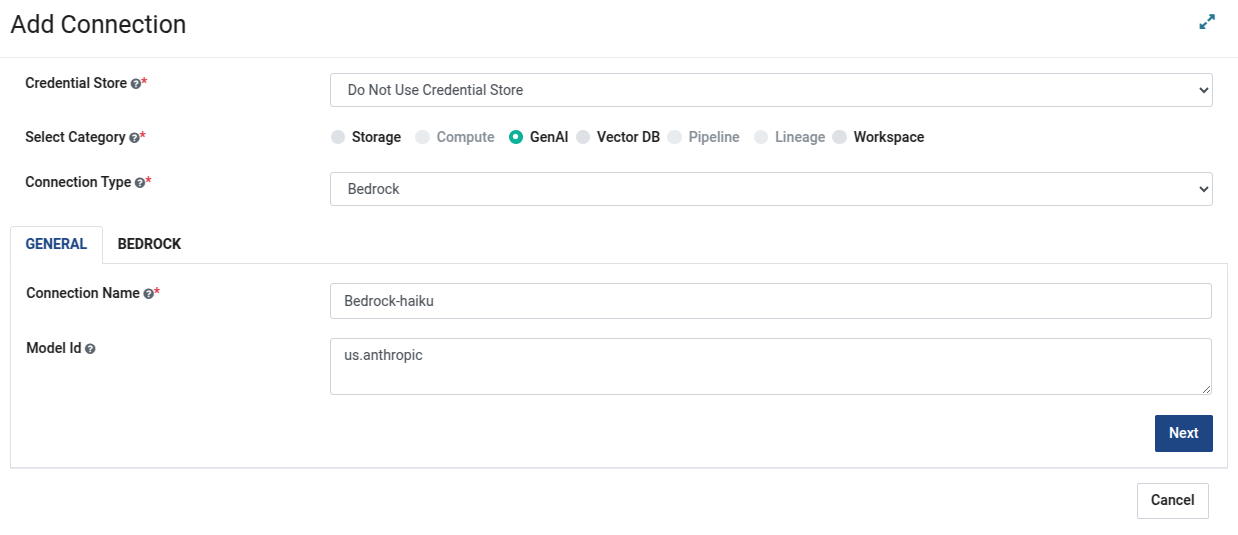 Add Connection
Credential Store ?*
Do Not Use Credential Store
Select Category ?*
Storage Compute GenAI Vector DB Pipeline Lineage Workspace
Connection Type ?*
Bedrock
GENERAL BEDROCK
Connection Name ?*
Bedrock-haiku
Model Id ?
us.anthropic
Next
Cancel